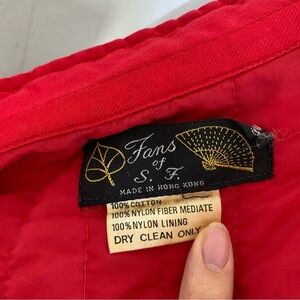 Fans
of
S. F.
MADE IN HONG KONG
100% COTTON
100% NYLON FIBER MEDIATE
100% NYLON LINING
DRY CLEAN ONLY